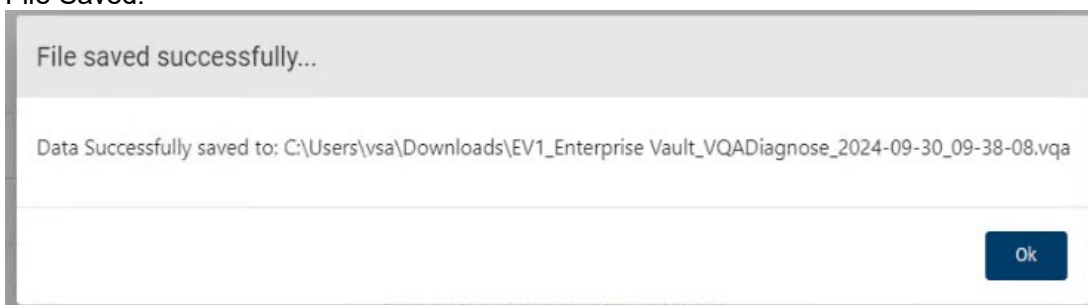 File Saved.
File saved successfully...
Data Successfully saved to: C:\Users\vsa\Downloads\EV1_Enterprise Vault_VQADiagnose_2024-09-30_09-38-08.vqa
Ok